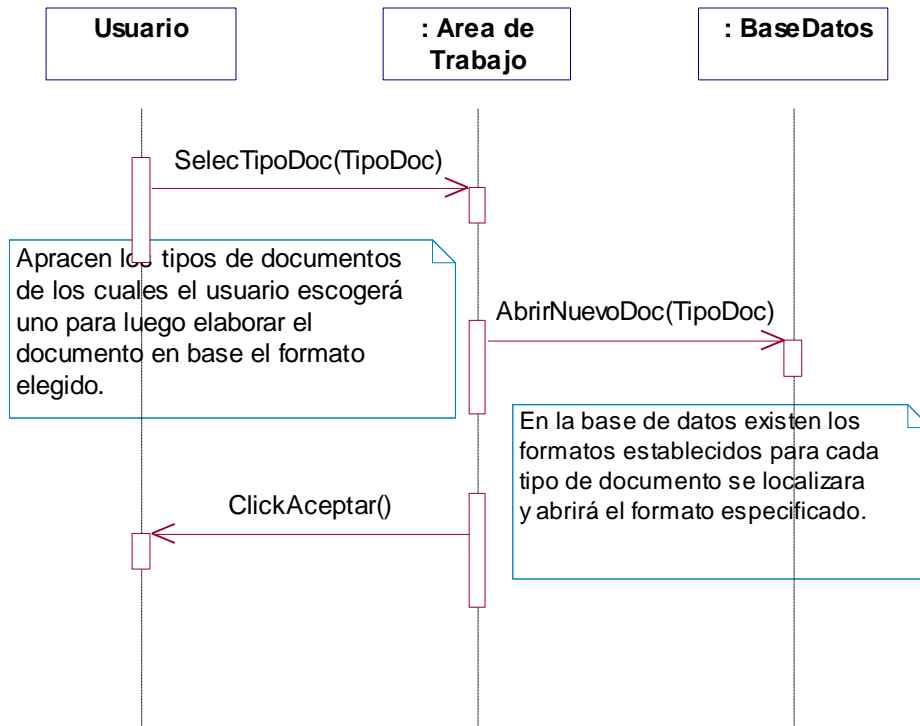 Usuario
: Area de
Trabajo
: BaseDatos
SelecTipoDoc(TipoDoc)
Apracen los tipos de documentos
de los cuales el usuario escogerá
uno para luego elaborar el
documento en base el formato
elegido.
AbrirNuevoDoc(TipoDoc)
En la base de datos existen los
formatos establecidos para cada
tipo de documento se localizara
y abrirá el formato especificado.
ClickAceptar()